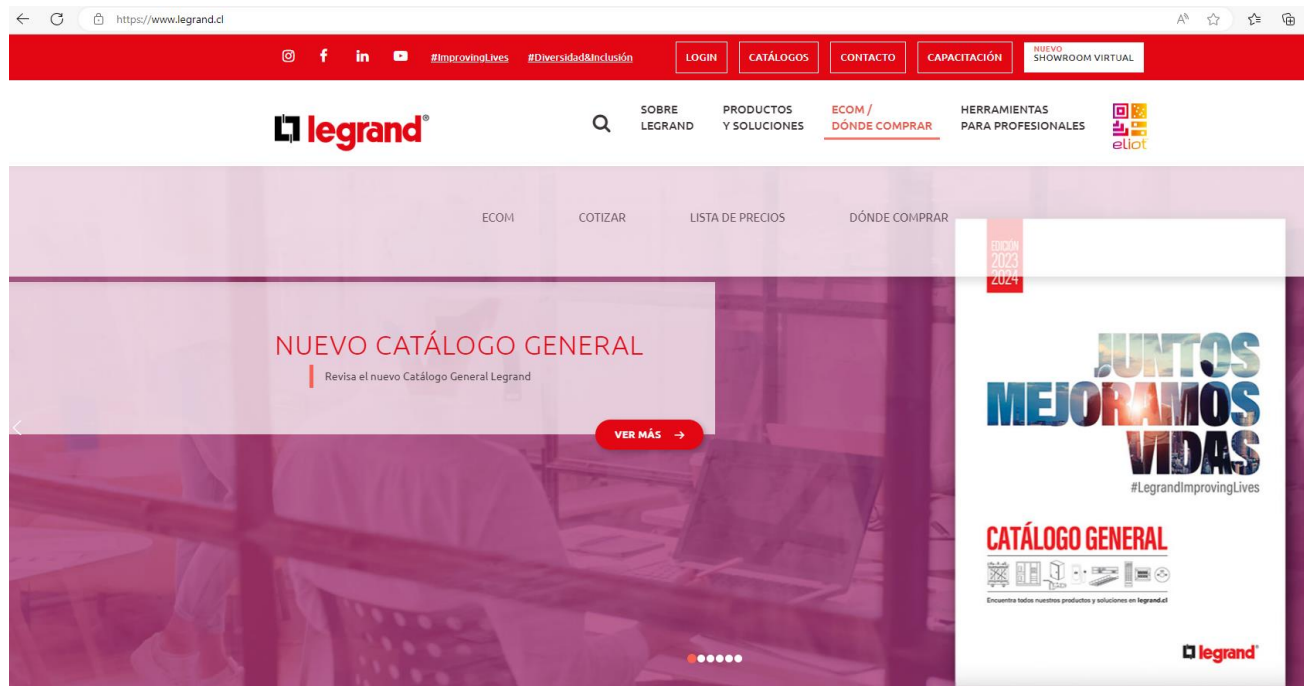 https://www.legrand.cl
#ImprovingLives #Diversidad&Inclusión LOGIN CATÁLOGOS CONTACTO CAPACITACIÓN NUEVO
SHOWROOM VIRTUAL
legrand®
SOBRE
LEGRAND
PRODUCTOS
Y SOLUCIONES
ECOM /
DÓNDE COMPRAR
HERRAMIENTAS
PARA PROFESIONALES
eliot
ECOM COTIZAR LISTA DE PRECIOS DÓNDE COMPRAR
EDICIÓN
2023
2024
NUEVO CATÁLOGO GENERAL
Revisa el nuevo Catálogo General Legrand
VER MÁS →
JUNTOS
MEJORAMOS
VIDAS
#LegrandImprovingLives
CATÁLOGO GENERAL
Encuentra todos nuestros productos y soluciones en legrand.cl
legrand®